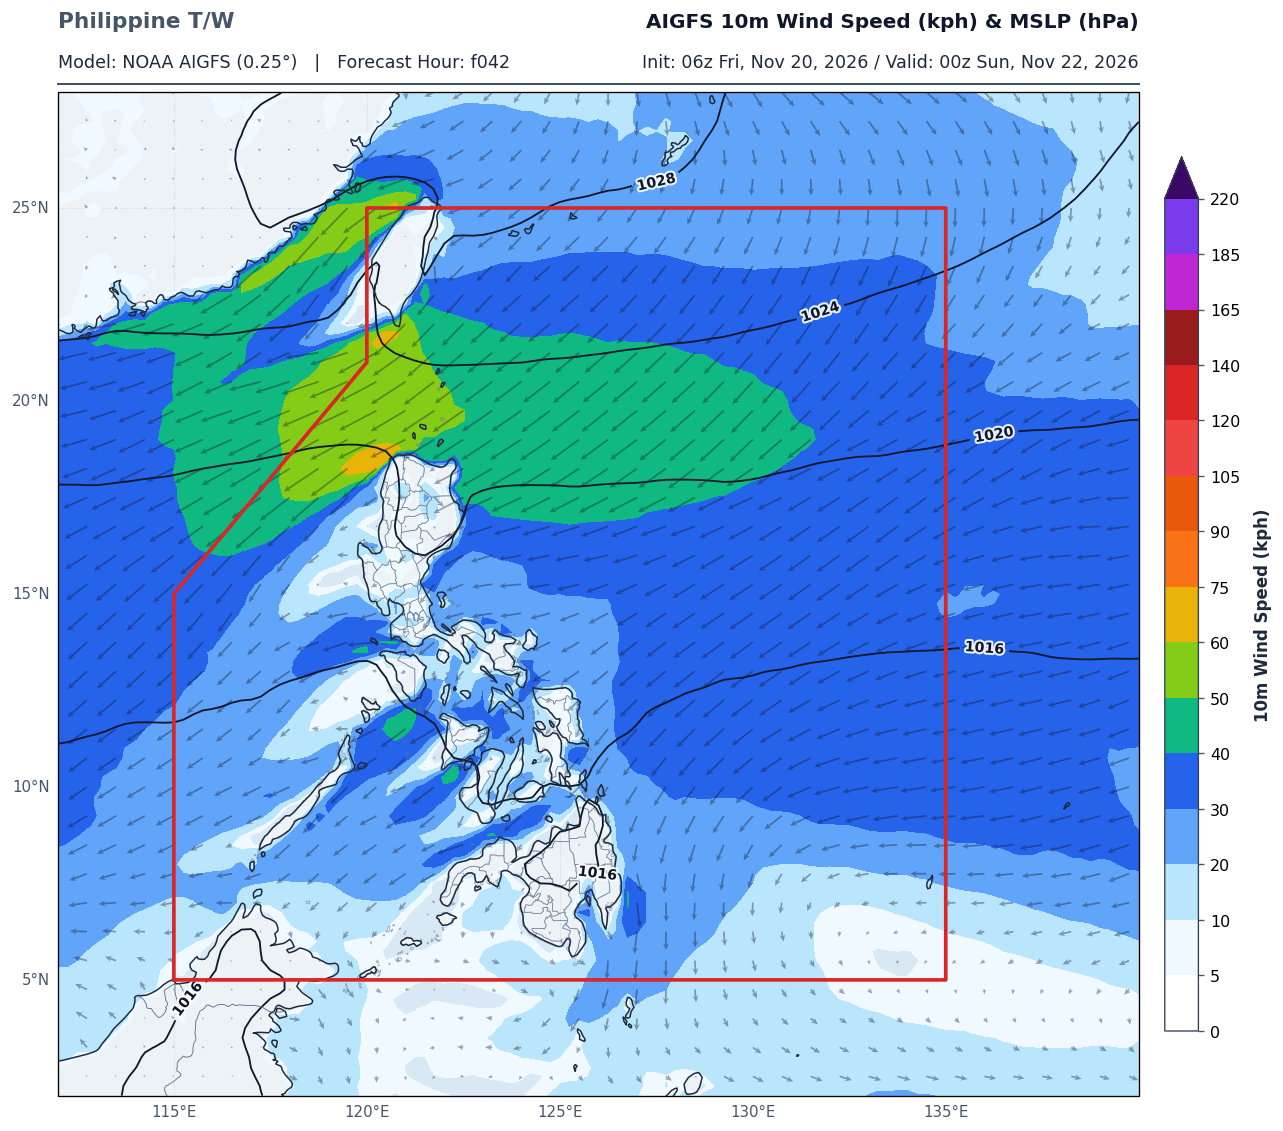 Philippine T/W
AIGFS 10m Wind Speed (kph) & MSLP (hPa)
Model: NOAA AIGFS (0.25°)   |   Forecast Hour: f042
Init: 06z Fri, Nov 20, 2026 / Valid: 00z Sun, Nov 22, 2026
1028
1024
1020
1016
1016
1016
25°N
20°N
15°N
10°N
5°N
115°E
120°E
125°E
130°E
135°E
220
185
165
140
120
105
90
75
60
50
40
30
20
10
5
0
10m Wind Speed (kph)